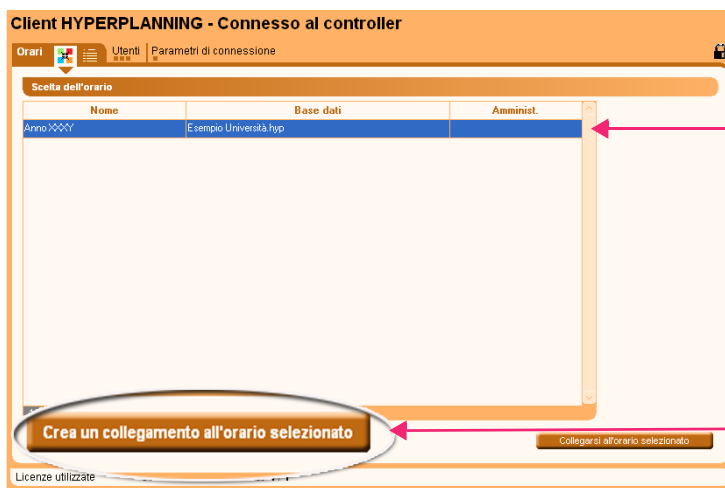 Client HYPERPLANNING - Connesso al controller
Orari Utenti Parametri di connessione
Scelta dell'orario
Nome Base dati Amminist.
Anno XXXY Esempio Università.hyp
Crea un collegamento all'orario selezionato
Collegarsi all'orario selezionato
Licenze utilizzate